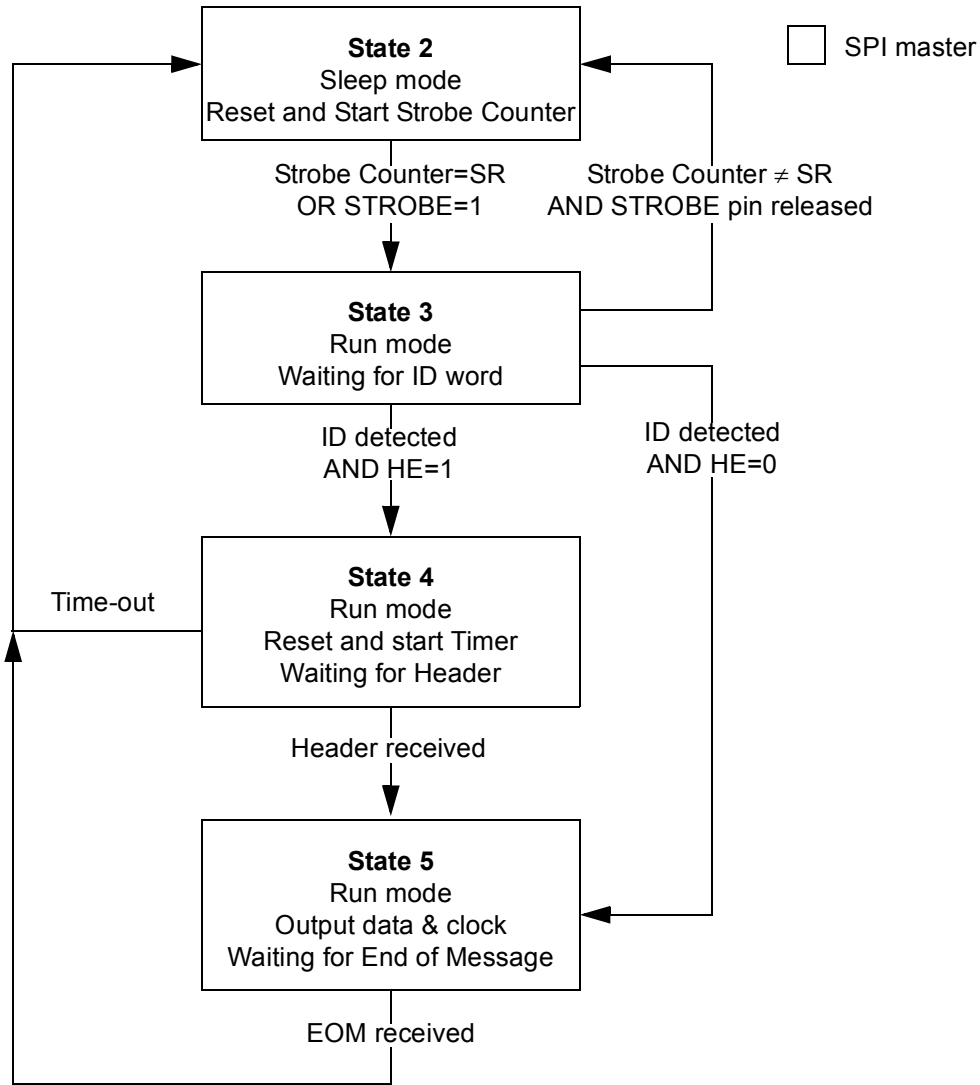 State 2
Sleep mode
Reset and Start Strobe Counter
SPI master
Strobe Counter=SR
OR STROBE=1
Strobe Counter ≠ SR
AND STROBE pin released
State 3
Run mode
Waiting for ID word
ID detected
AND HE=1
ID detected
AND HE=0
State 4
Run mode
Reset and start Timer
Waiting for Header
Time-out
Header received
State 5
Run mode
Output data & clock
Waiting for End of Message
EOM received